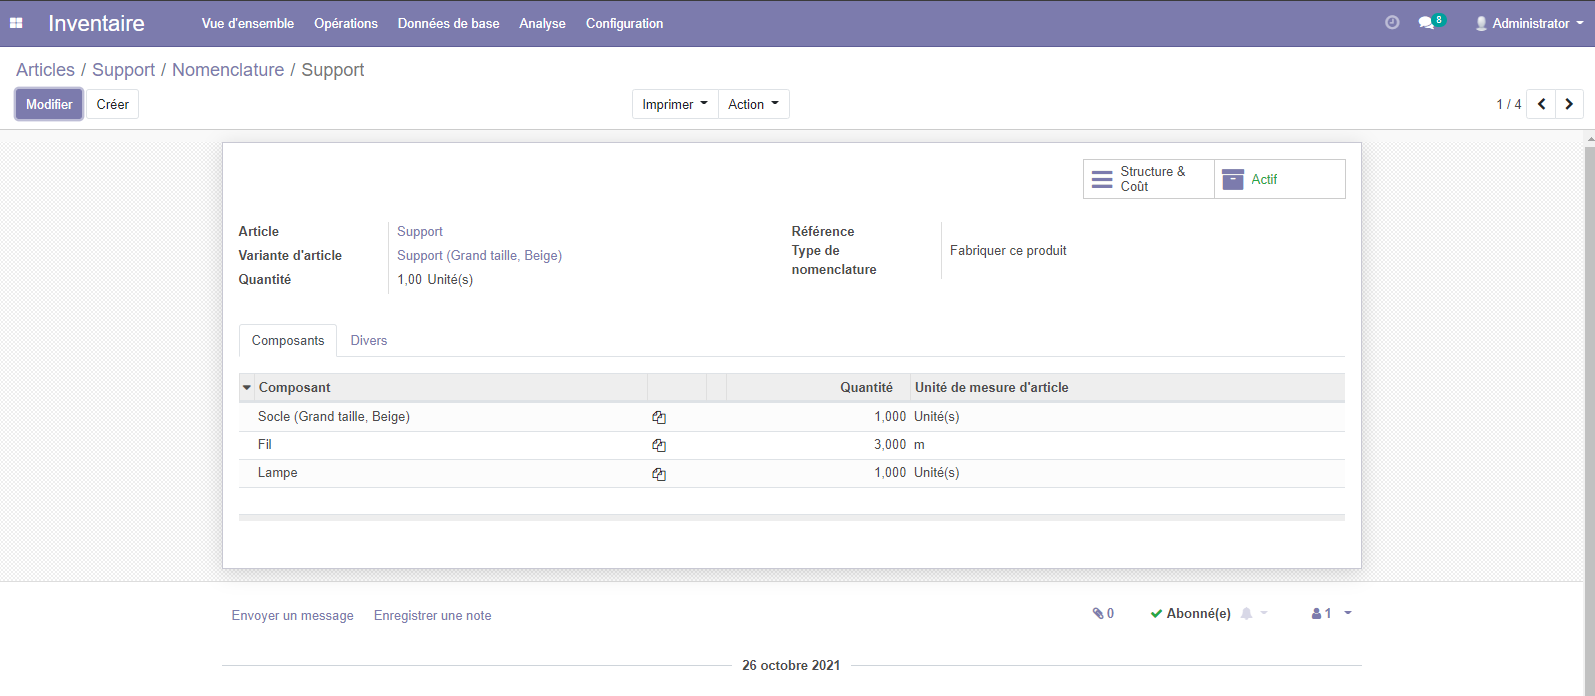 Inventaire Vue d'ensemble Opérations Données de base Analyse Configuration 8 Administrator
Articles / Support / Nomenclature / Support
Modifier Créer Imprimer Action 1 / 4
Structure & Coût Actif
Article Support
Variante d'article Support (Grand taille, Beige)
Quantité 1,00 Unité(s)
Référence
Type de nomenclature Fabriquer ce produit
Composants Divers
Composant Quantité Unité de mesure d'article
Socle (Grand taille, Beige) 1,000 Unité(s)
Fil 3,000 m
Lampe 1,000 Unité(s)
Envoyer un message Enregistrer une note 0 Abonné(e) 1
26 octobre 2021